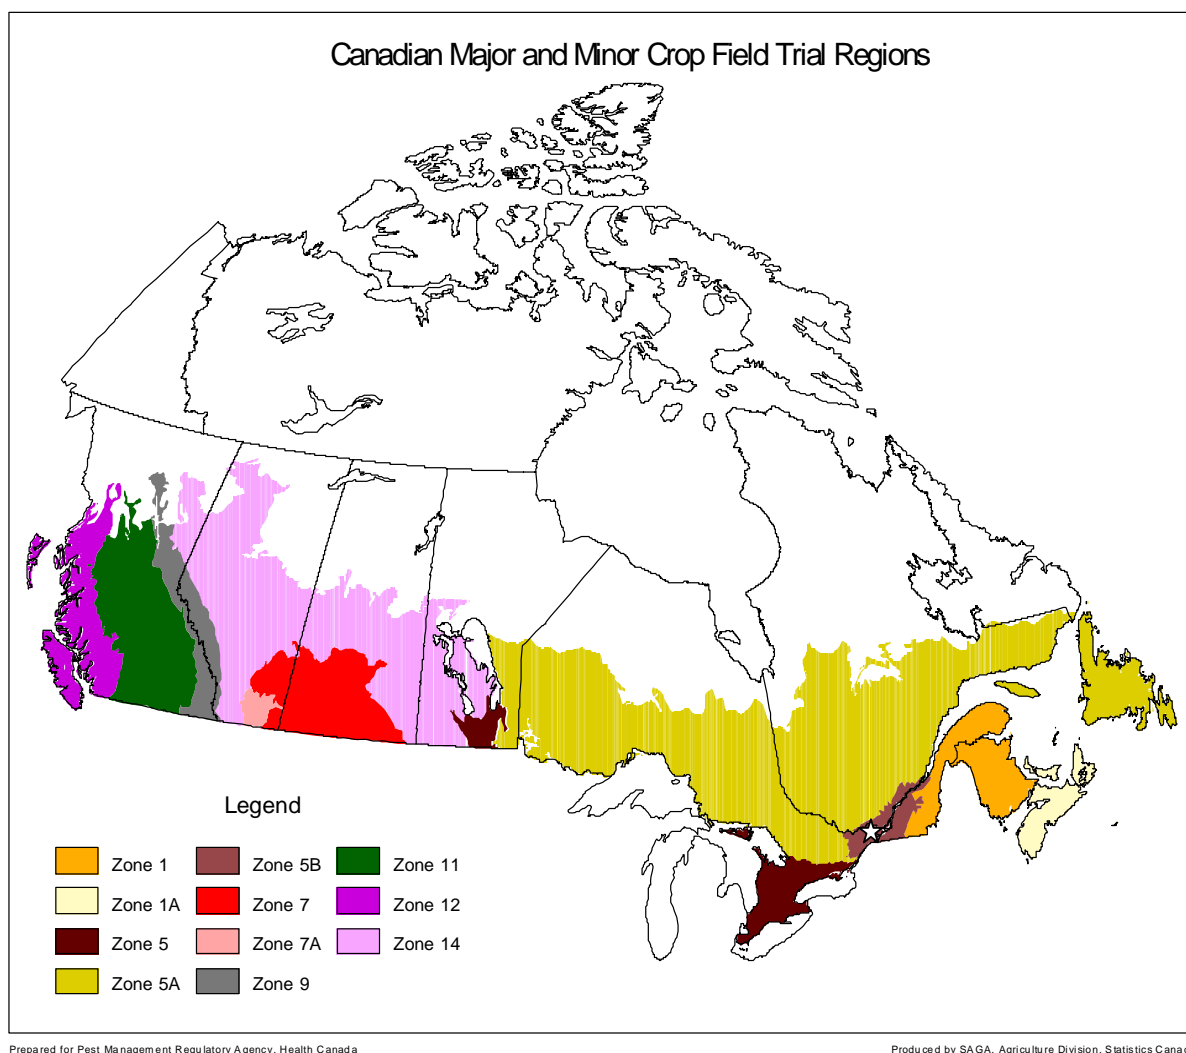 Canadian Major and Minor Crop Field Trial Regions
Legend
Zone 1
Zone 1A
Zone 5
Zone 5A
Zone 5B
Zone 7
Zone 7A
Zone 9
Zone 11
Zone 12
Zone 14
Prepared for Pest Management Regulatory Agency, Health Canada
Produced by SAGA, Agriculture Division, Statistics Canad